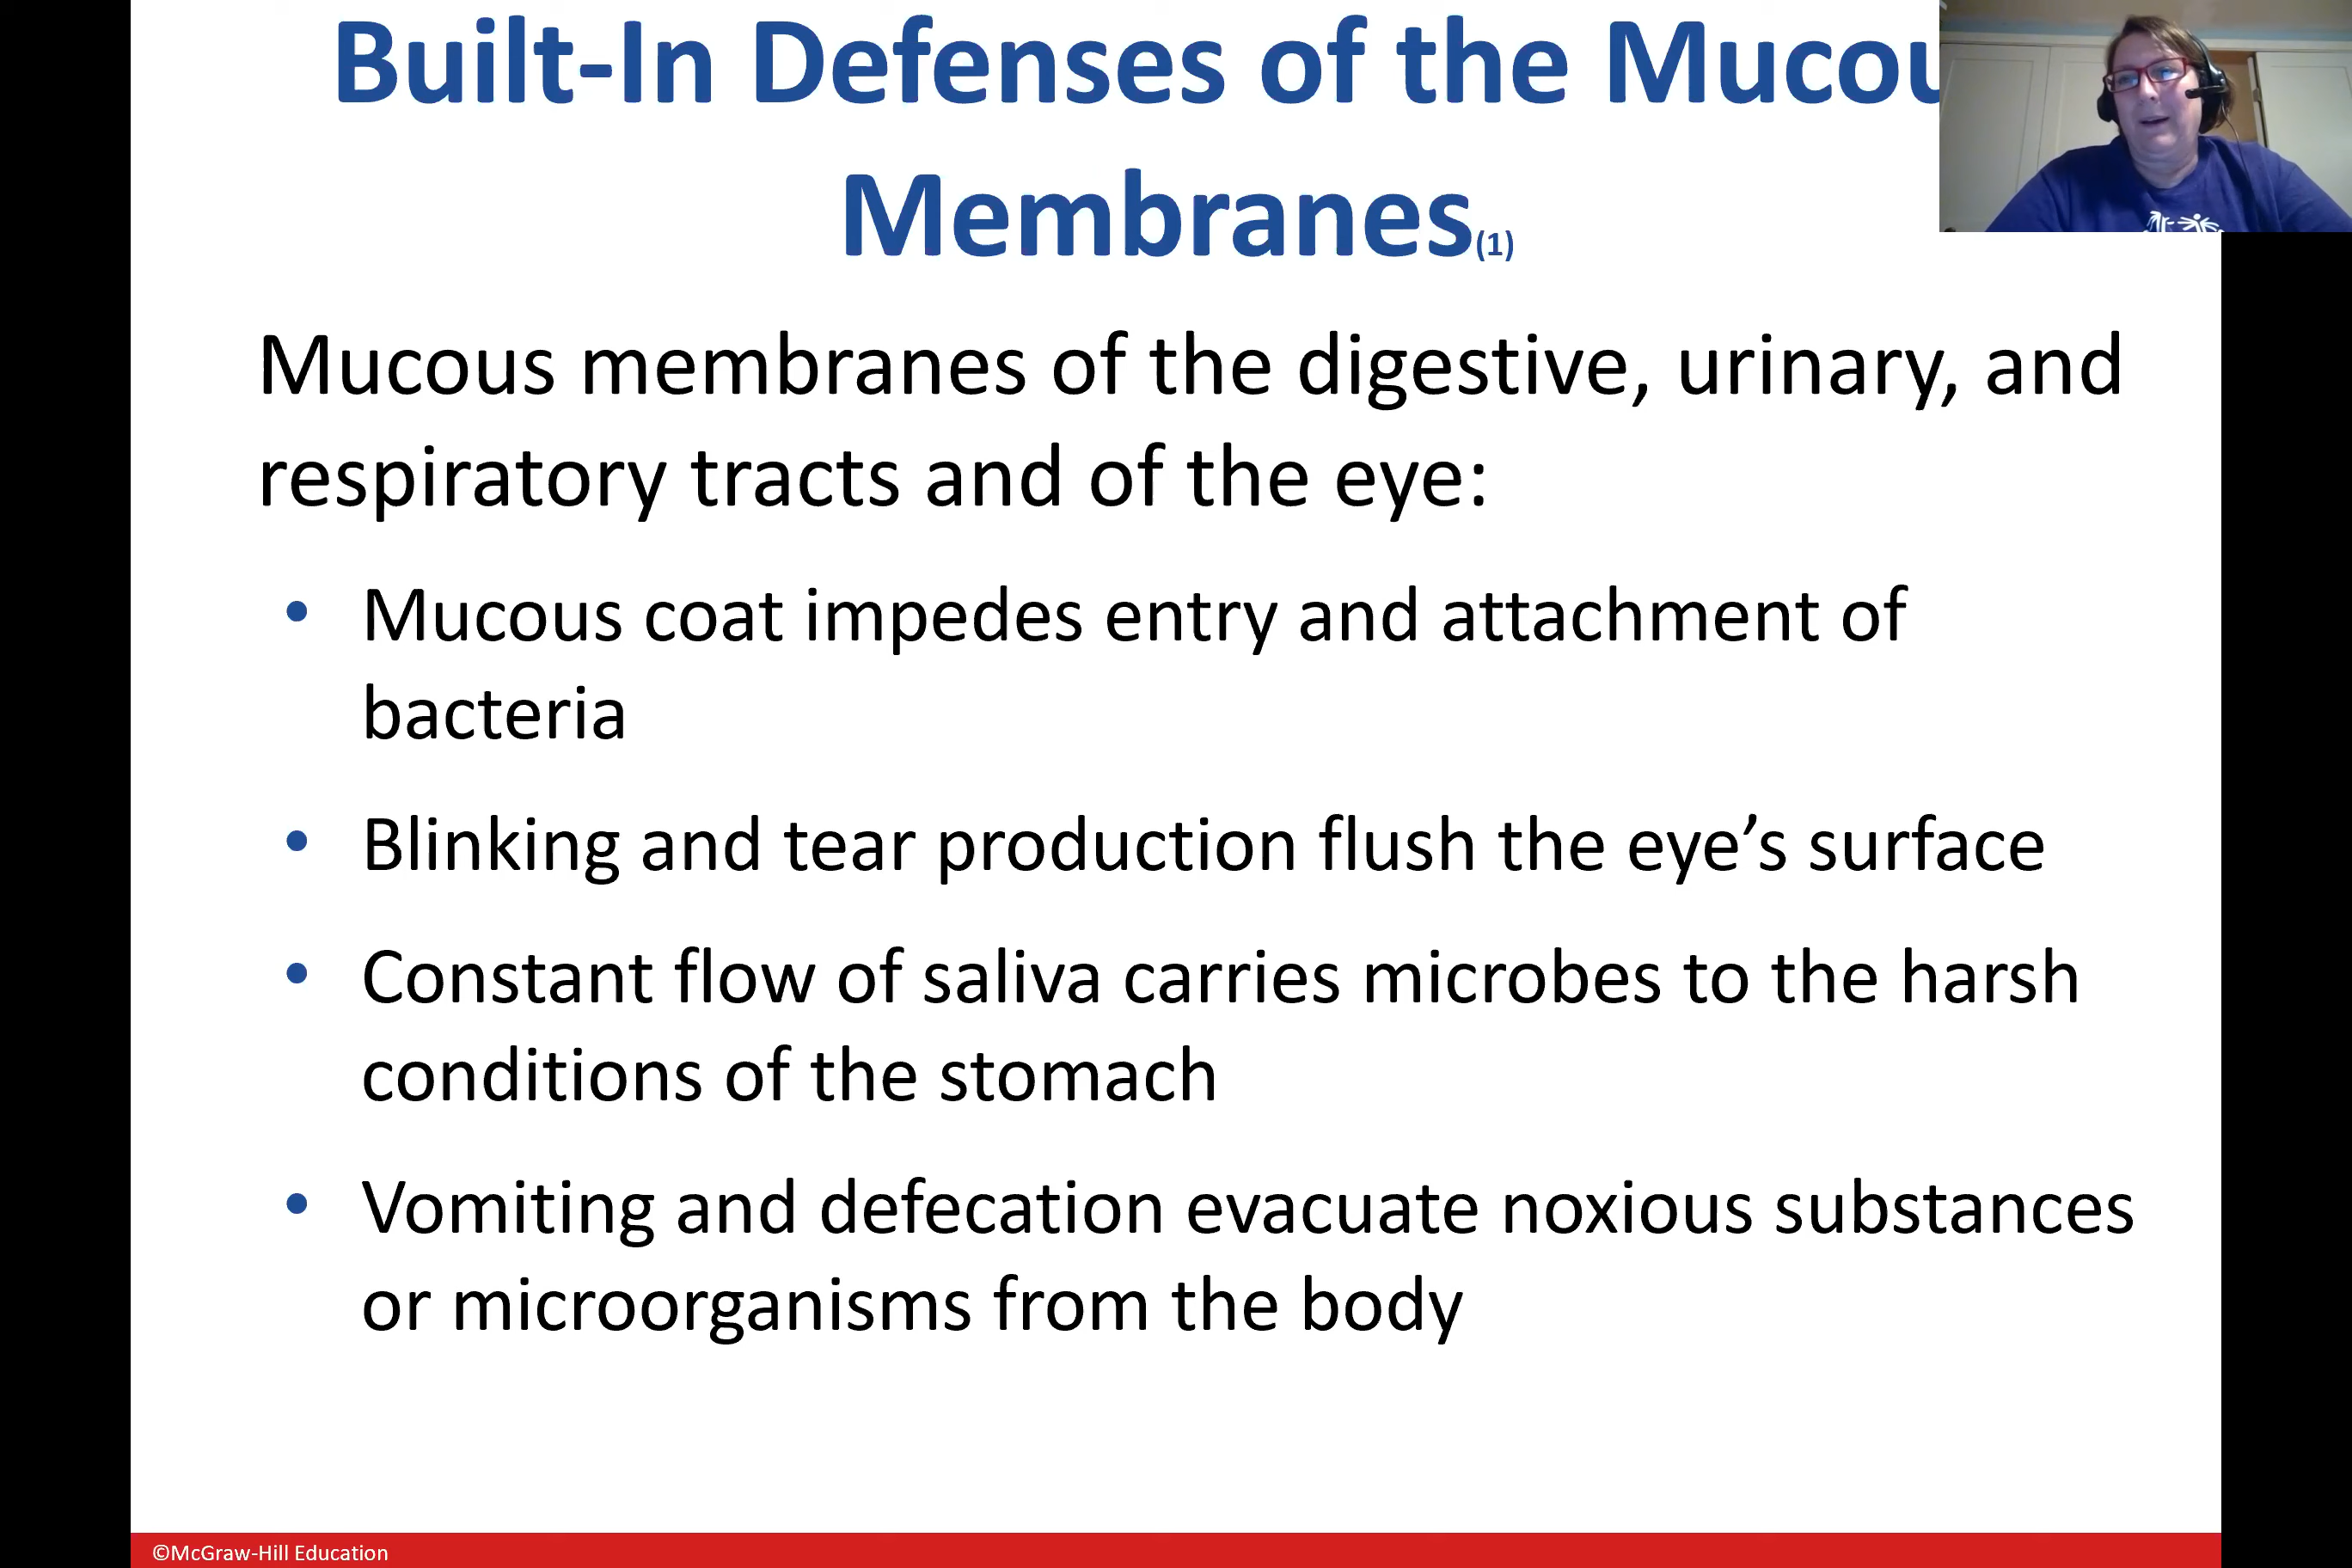 Built-In Defenses of the Mucou
Membranes(1)
Mucous membranes of the digestive, urinary, and
respiratory tracts and of the eye:
• Mucous coat impedes entry and attachment of
bacteria
• Blinking and tear production flush the eye’s surface
• Constant flow of saliva carries microbes to the harsh
conditions of the stomach
• Vomiting and defecation evacuate noxious substances
or microorganisms from the body
©McGraw-Hill Education